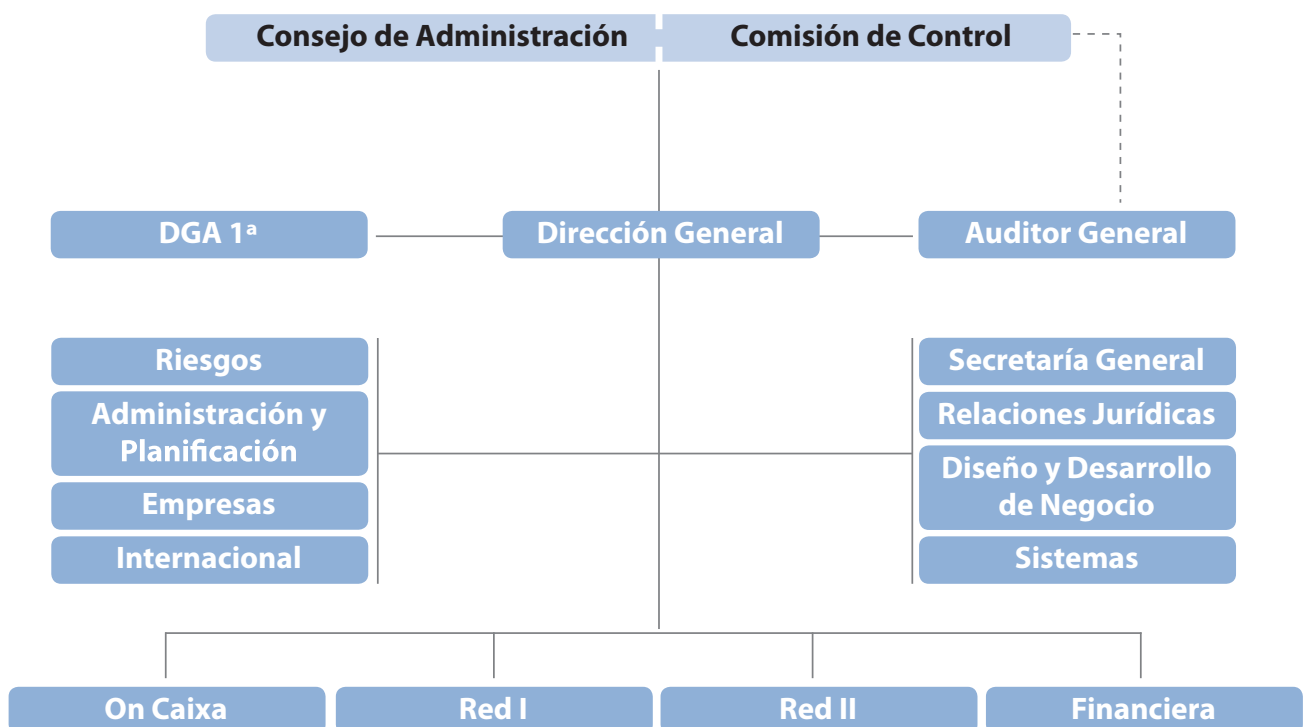 Consejo de Administración
Comisión de Control
DGA 1ª
Dirección General
Auditor General
Riesgos
Administración y
Planificación
Empresas
Internacional
Secretaría General
Relaciones Jurídicas
Diseño y Desarrollo
de Negocio
Sistemas
On Caixa
Red I
Red II
Financiera